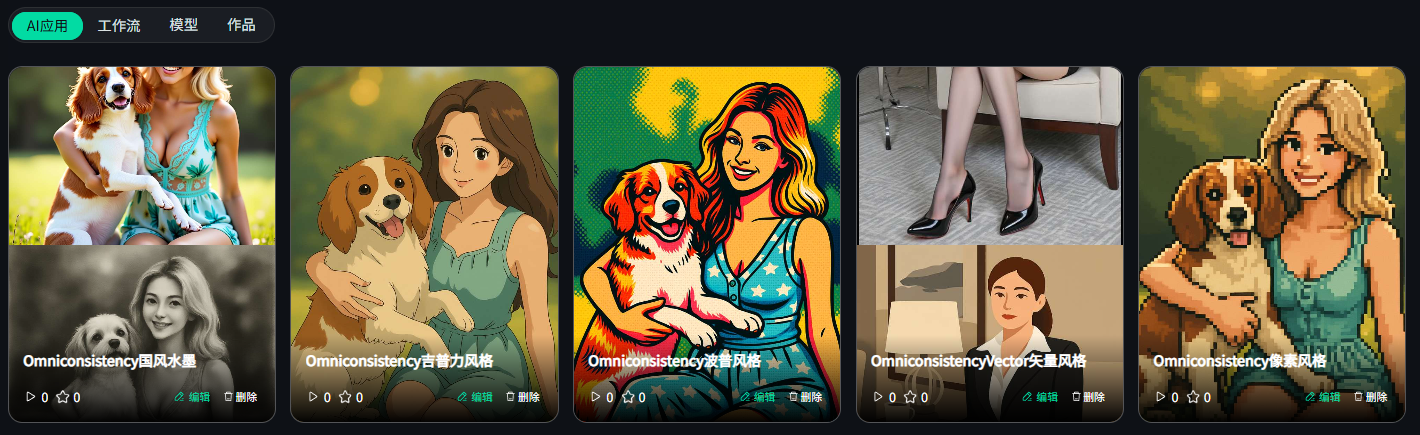 AI应用 工作流 模型 作品
Omniconsistency国风水墨
0 0 编辑 删除
Omniconsistency吉普力风格
0 0 编辑 删除
Omniconsistency波普风格
0 0 编辑 删除
OmniconsistencyVector矢量风格
0 0 编辑 删除
Omniconsistency像素风格
0 0 编辑 删除